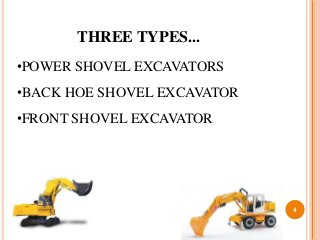 THREE TYPES...
•POWER SHOVEL EXCAVATORS
•BACK HOE SHOVEL EXCAVATOR
•FRONT SHOVEL EXCAVATOR
4